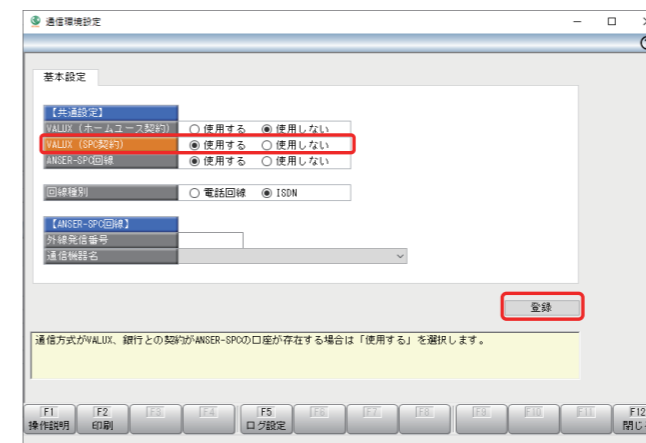 通信環境設定
基本設定
【共通設定】
VALUX (ホームユース契約) 使用する 使用しない
VALUX (SPC契約) 使用する 使用しない
ANSER-SPC回線 使用する 使用しない
回線種別 電話回線 ISDN
【ANSER-SPC回線】
外線発信番号
通信機器名
登録
通信方式がVALUX、銀行との契約がANSER-SPCの口座が存在する場合は「使用する」を選択します。
F1 F2 F3 F4 F5 F6 F7 F8 F9 F10 F11 F12
操作説明 印刷 ログ設定 閉じ